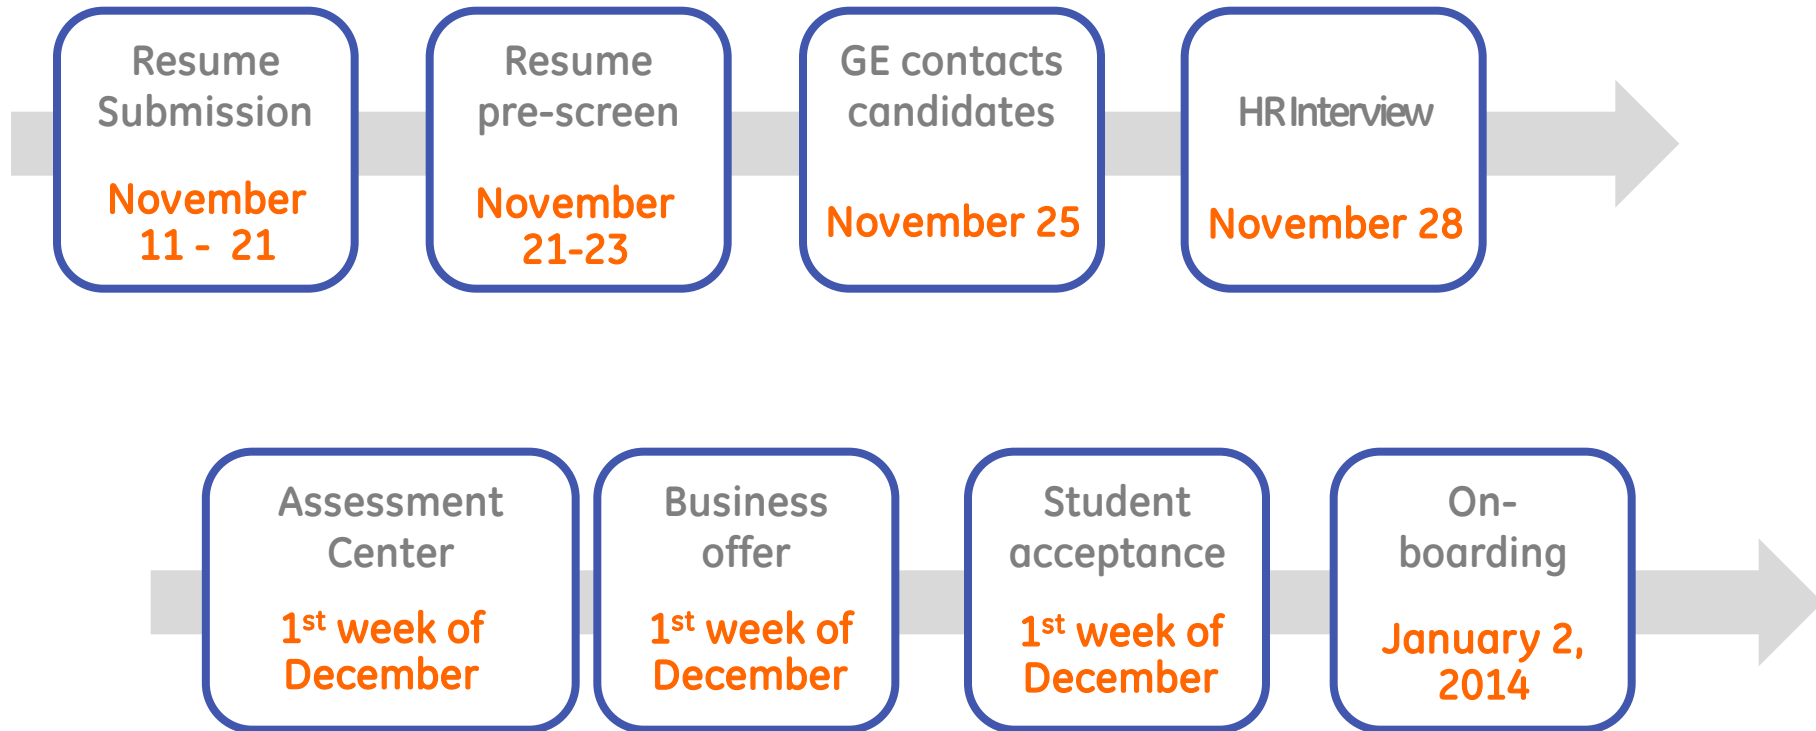 Resume
Submission
November
11 - 21
Resume
pre-screen
November
21-23
GE contacts
candidates
November 25
HR Interview
November 28
Assessment
Center
1st week of
December
Business
offer
1st week of
December
Student
acceptance
1st week of
December
On-
boarding
January 2,
2014